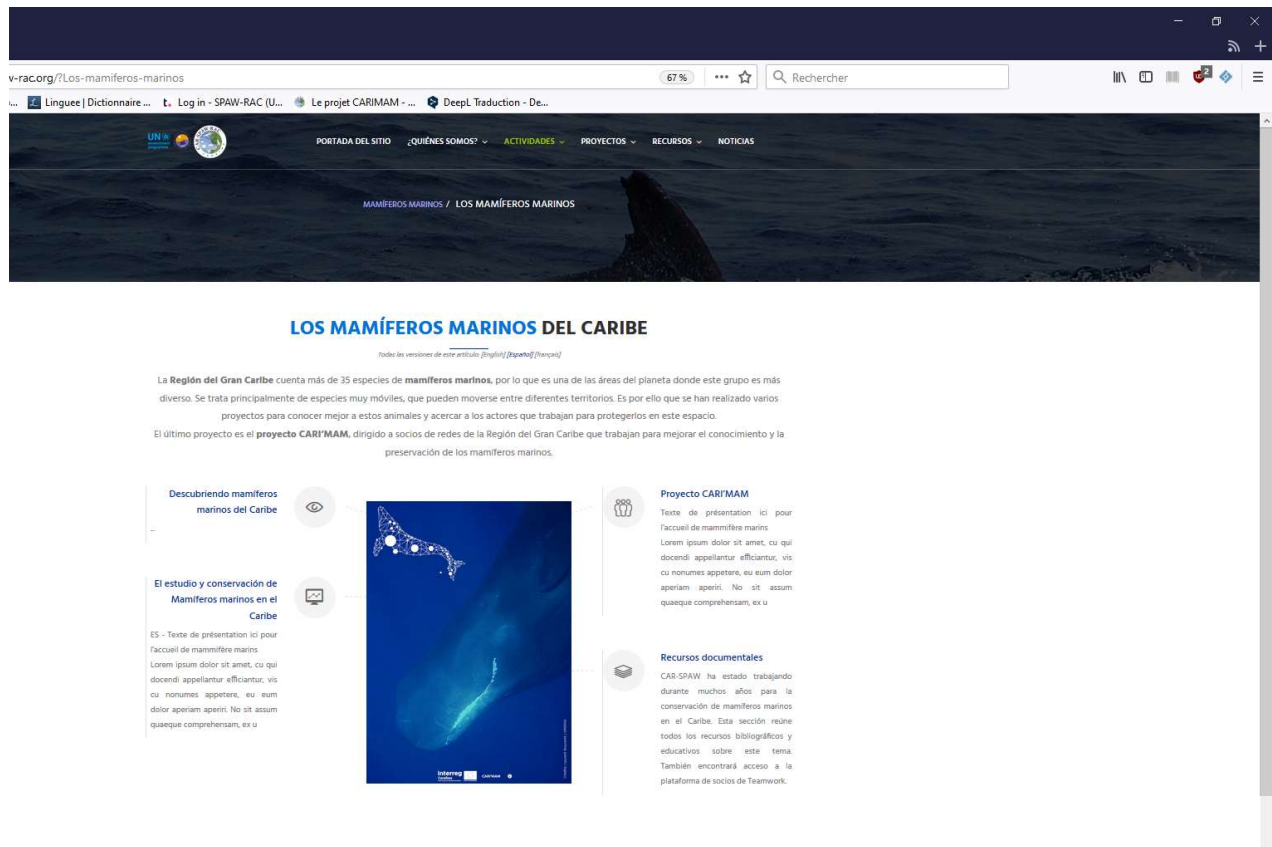 v-rac.org/?Los-mamiferos-marinos
67 %
Rechercher
2
Linguee | Dictionnaire ...
t. Log in - SPAW-RAC (U...
Le projet CARIMAM - ...
DeepL Traduction - De...
UN
PORTADA DEL SITIO
¿QUIÉNES SOMOS?
ACTIVIDADES
PROYECTOS
RECURSOS
NOTICIAS
MAMÍFEROS MARINOS / LOS MAMÍFEROS MARINOS
LOS MAMÍFEROS MARINOS DEL CARIBE
Todas las versiones de este artículo: [English] [Español] [français]
La Región del Gran Caribe cuenta más de 35 especies de mamíferos marinos, por lo que es una de las áreas del planeta donde este grupo es más
diverso. Se trata principalmente de especies muy móviles, que pueden moverse entre diferentes territorios. Es por ello que se han realizado varios
proyectos para conocer mejor a estos animales y acercar a los actores que trabajan para protegerlos en este espacio.
El último proyecto es el proyecto CARI'MAM, dirigido a socios de redes de la Región del Gran Caribe que trabajan para mejorar el conocimiento y la
preservación de los mamíferos marinos.
Descubriendo mamíferos
marinos del Caribe
...
El estudio y conservación de
Mamíferos marinos en el
Caribe
ES - Texte de présentation ici pour
l'accueil de mammifère marins
Lorem ipsum dolor sit amet, cu qui
docendi appellantur efficiantur, vis
cu nonumes appetere, eu eum
dolor aperiam aperiri. No sit assum
quaeque comprehensam, ex u
Interreg
CARI'MAM
Proyecto CARI'MAM
Texte de présentation ici pour
l'accueil de mammifère marins
Lorem ipsum dolor sit amet, cu qui
docendi appellantur efficiantur, vis
cu nonumes appetere, eu eum dolor
aperiam aperiri. No sit assum
quaeque comprehensam, ex u
Recursos documentales
CAR-SPAW ha estado trabajando
durante muchos años para la
conservación de mamíferos marinos
en el Caribe. Esta sección reúne
todos los recursos bibliográficos y
educativos sobre este tema.
También encontrará acceso a la
plataforma de socios de Teamwork.